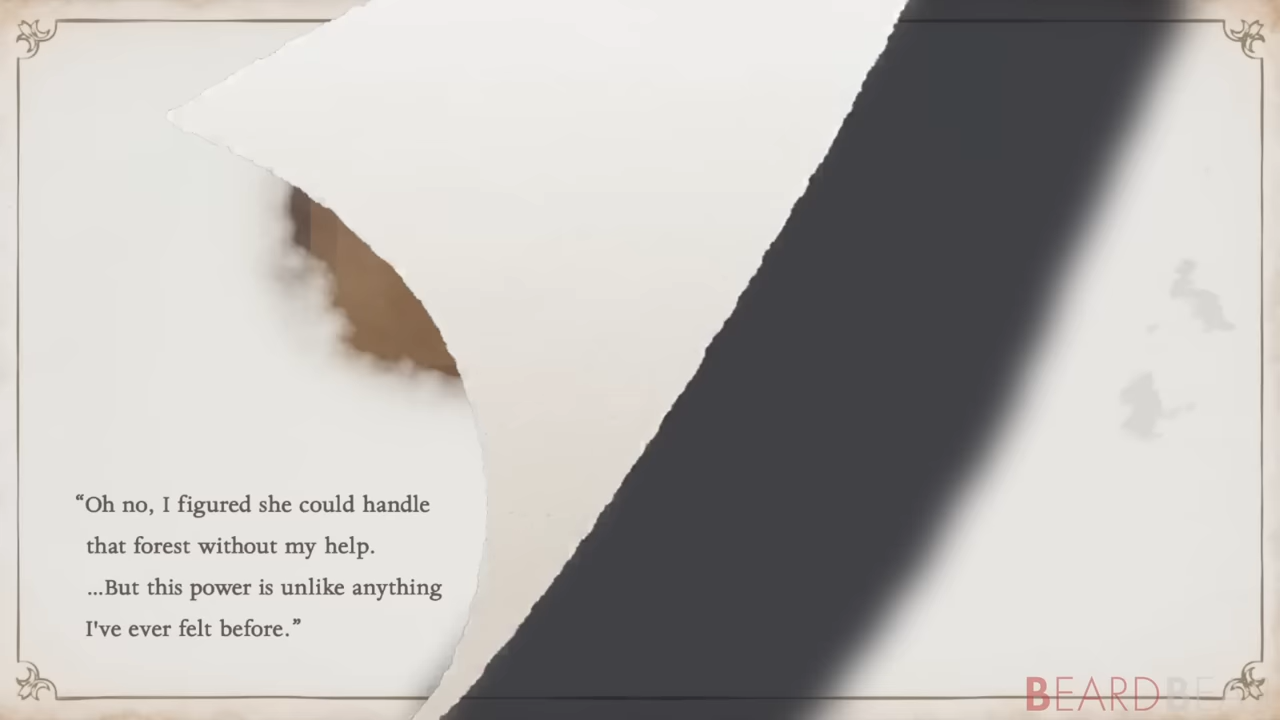 “Oh no, I figured she could handle
that forest without my help.
...But this power is unlike anything
I've ever felt before.”
BEARDBE